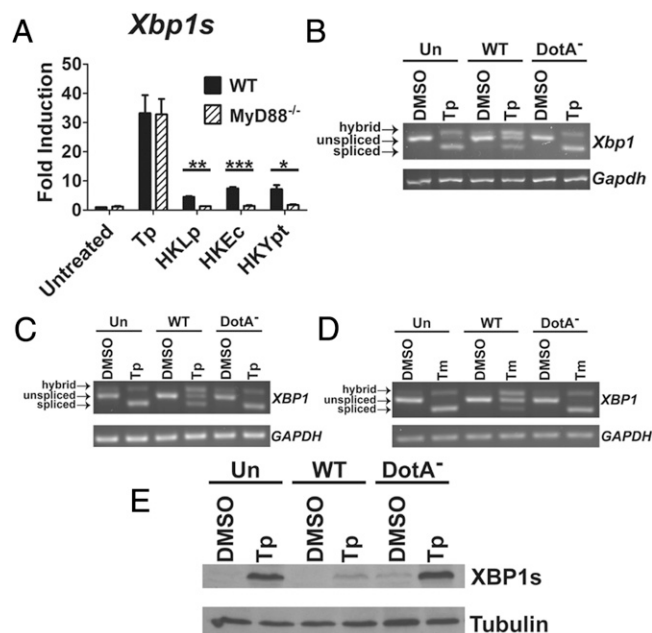 A
Xbp1s
Fold Induction
50
40
30
20
10
0
WT
MyD88-/-
**
***
*
Untreated
Tp
HKLp
HKEc
HKYpt
B
Un
WT
DotA-
DMSO
Tp
DMSO
Tp
DMSO
Tp
hybrid
unspliced
spliced
Xbp1
Gapdh
C
Un
WT
DotA-
DMSO
Tp
DMSO
Tp
DMSO
Tp
hybrid
unspliced
spliced
XBP1
GAPDH
D
Un
WT
DotA-
DMSO
Tm
DMSO
Tm
DMSO
Tm
hybrid
unspliced
spliced
XBP1
GAPDH
E
Un
WT
DotA-
DMSO
Tp
DMSO
Tp
DMSO
Tp
XBP1s
Tubulin